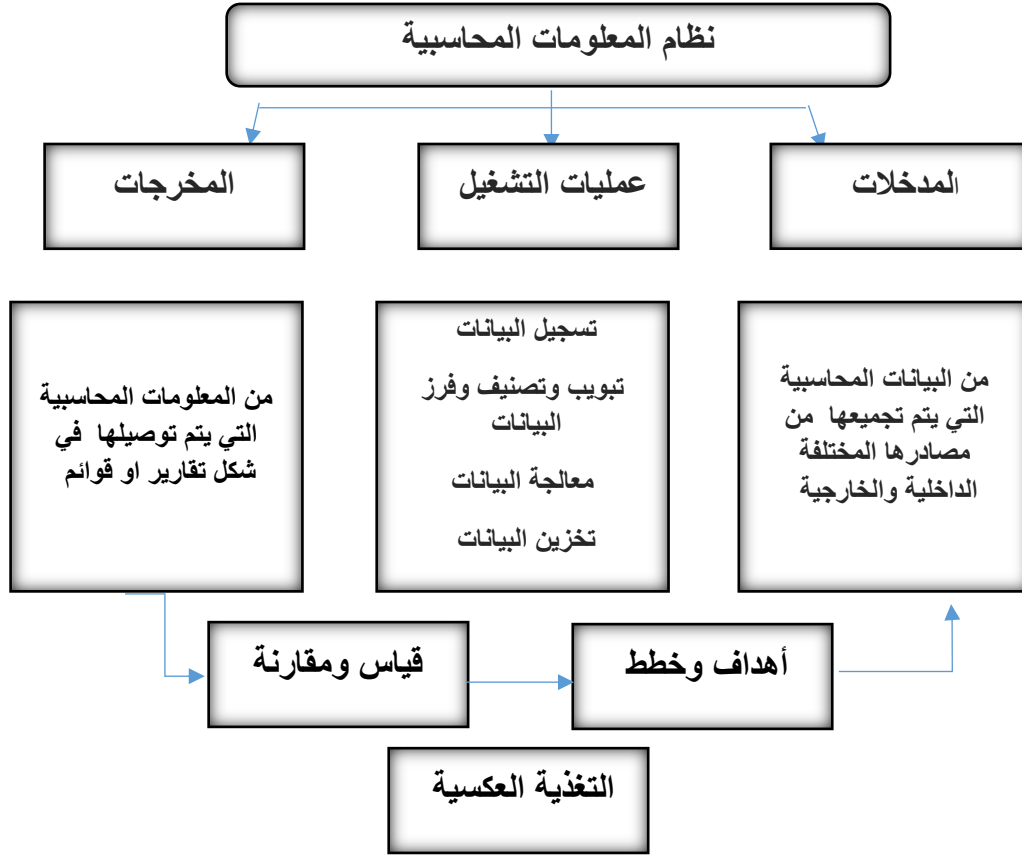 نظام المعلومات المحاسبية
المدخلات
عمليات التشغيل
المخرجات
من البيانات المحاسبية
التي يتم تجميعها من
مصادرها المختلفة
الداخلية والخارجية
تسجيل البيانات
تبويب وتصنيف وفرز
البيانات
معالجة البيانات
تخزين البيانات
من المعلومات المحاسبية
التي يتم توصيلها في
شكل تقارير او قوائم
قياس ومقارنة
أهداف وخطط
التغذية العكسية